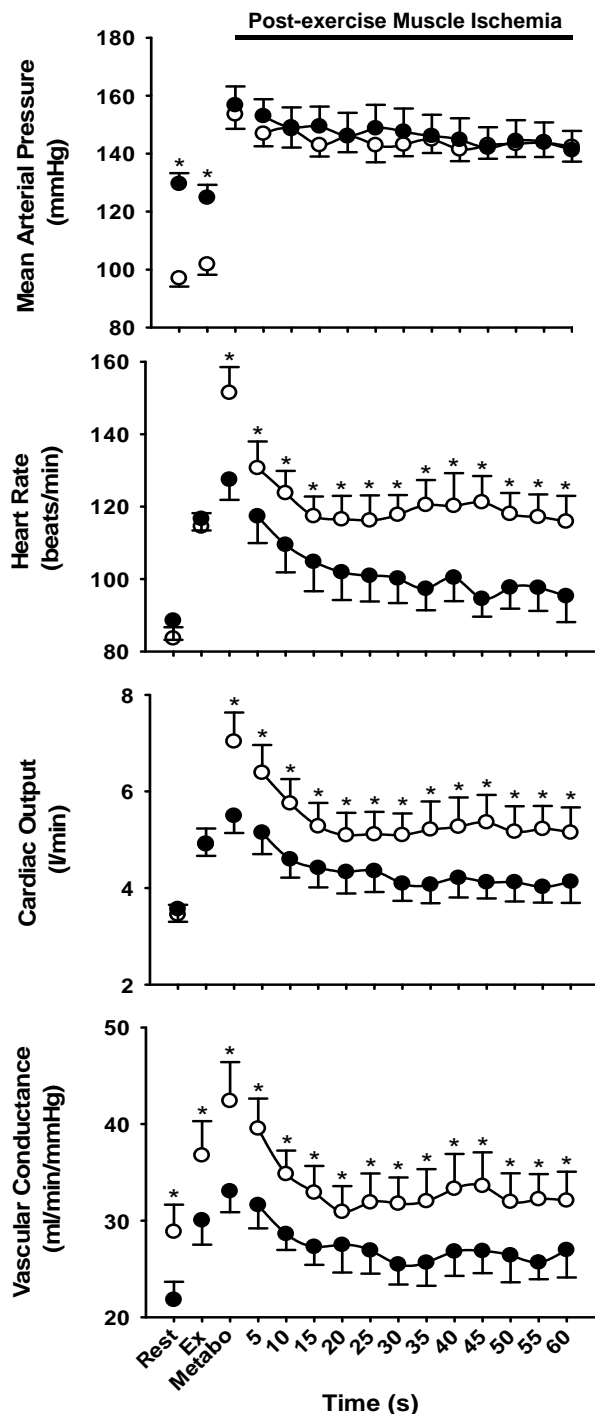 Post-exercise Muscle Ischemia
Mean Arterial Pressure
(mmHg)
180
160
140
120
100
80
* *
Heart Rate
(beats/min)
160
140
120
100
80
* * * * * * * * * * * * *
Cardiac Output
(l/min)
8
6
4
2
* * * * * * * * * * * * *
Vascular Conductance
(ml/min/mmHg)
50
40
30
20
* * * * * * * * * * * * * * *
Rest Ex Metabo 5 10 15 20 25 30 35 40 45 50 55 60
Time (s)